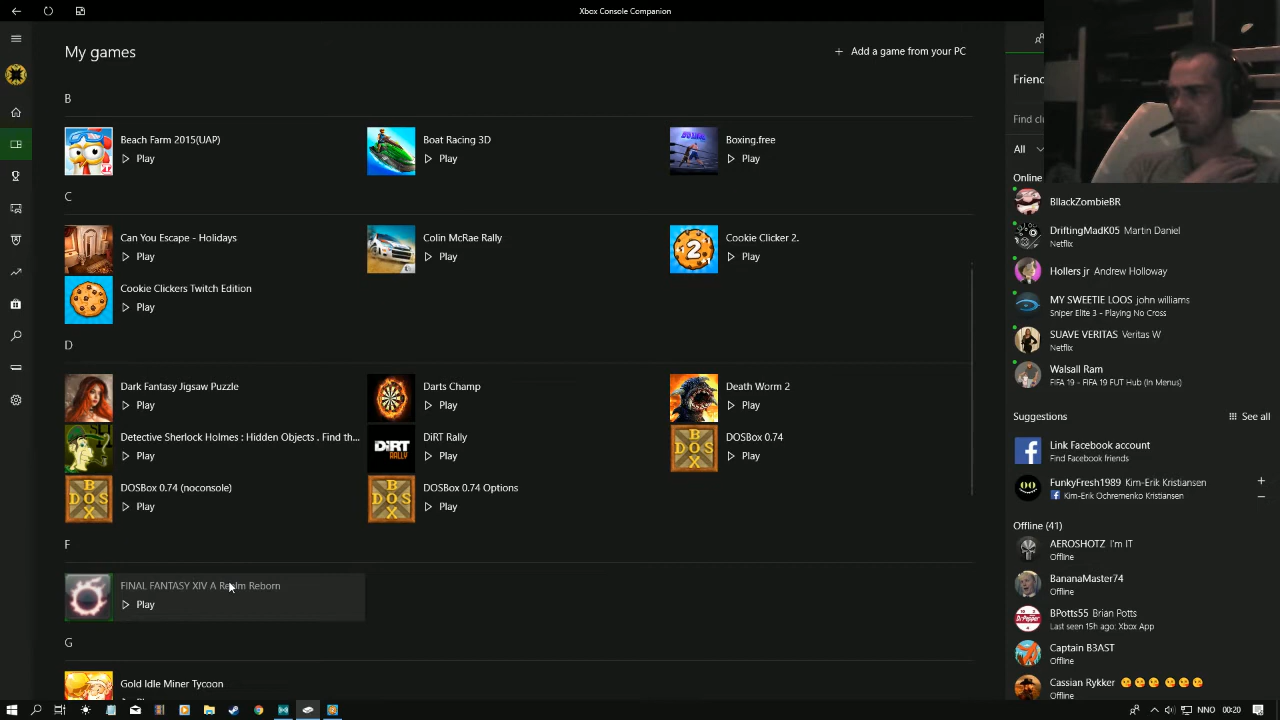 Xbox Console Companion
My games
Add a game from your PC
B
Beach Farm 2015(UAP)
Play
Boat Racing 3D
Play
Boxing.free
Play
C
Can You Escape - Holidays
Play
Colin McRae Rally
Play
Cookie Clicker 2.
Play
Cookie Clickers Twitch Edition
Play
D
Dark Fantasy Jigsaw Puzzle
Play
Darts Champ
Play
Death Worm 2
Play
Detective Sherlock Holmes : Hidden Objects . Find th...
Play
DiRT RALLY
DiRT Rally
Play
DOSBox 0.74
Play
DOSBox 0.74 (noconsole)
Play
DOSBox 0.74 Options
Play
F
FINAL FANTASY XIV A Realm Reborn
Play
G
Gold Idle Miner Tycoon
Frien
Find cl
All
Online
BllackZombieBR
DriftingMadK05 Martin Daniel
Netflix
Hollers jr Andrew Holloway
MY SWEETIE LOOS john williams
Sniper Elite 3 - Playing No Cross
SUAVE VERITAS Veritas W
Netflix
Walsall Ram
FIFA 19 - FIFA 19 FUT Hub (In Menus)
Suggestions
See all
Link Facebook account
Find Facebook friends
FunkyFresh1989 Kim-Erik Kristiansen
Kim-Erik Ochremenko Kristiansen
Offline (41)
AEROSHOTZ I'm IT
Offline
BananaMaster74
Offline
BPotts55 Brian Potts
Last seen 15h ago: Xbox App
Captain B3AST
Offline
Cassian Rykker 😘 😘 😘 😘 😘 😘
Offline
NNO
00:20